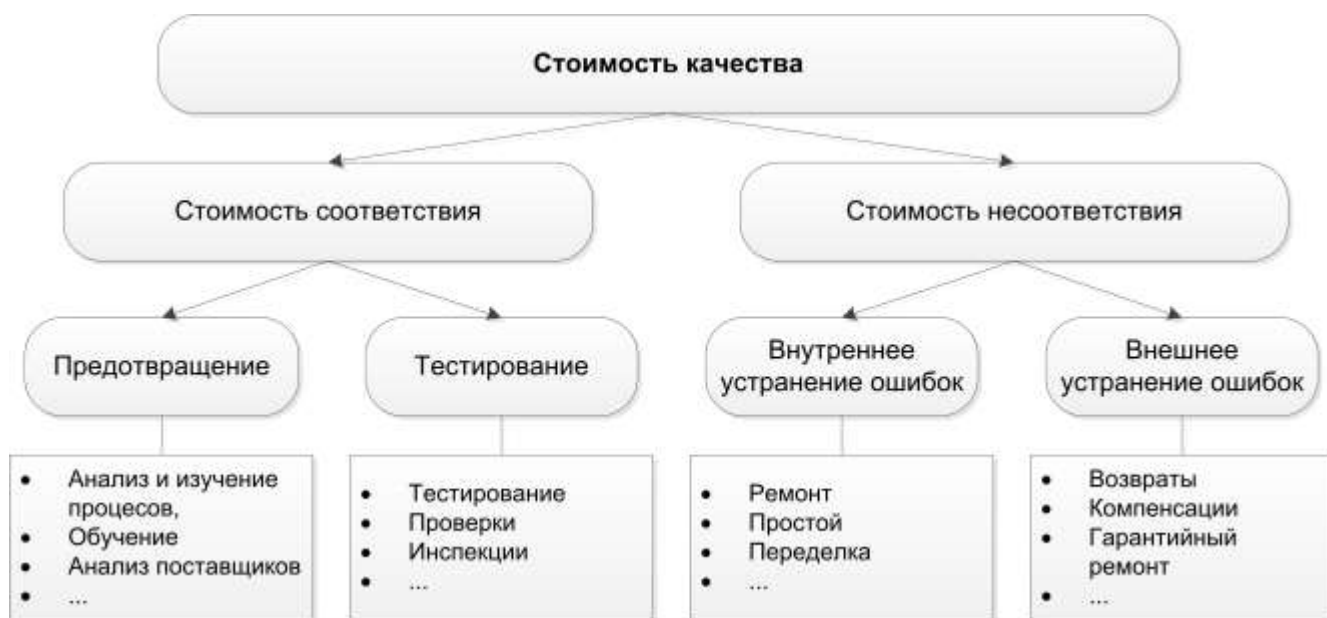 Стоимость качества
Стоимость соответствия
Стоимость несоответствия
Предотвращение
Тестирование
Внутреннее
устранение ошибок
Внешнее
устранение ошибок
• Анализ и изучение
процесов,
• Обучение
• Анализ поставщиков
• ...
• Тестирование
• Проверки
• Инспекции
• ...
• Ремонт
• Простой
• Переделка
• ...
• Возвраты
• Компенсации
• Гарантийный
ремонт
• ...